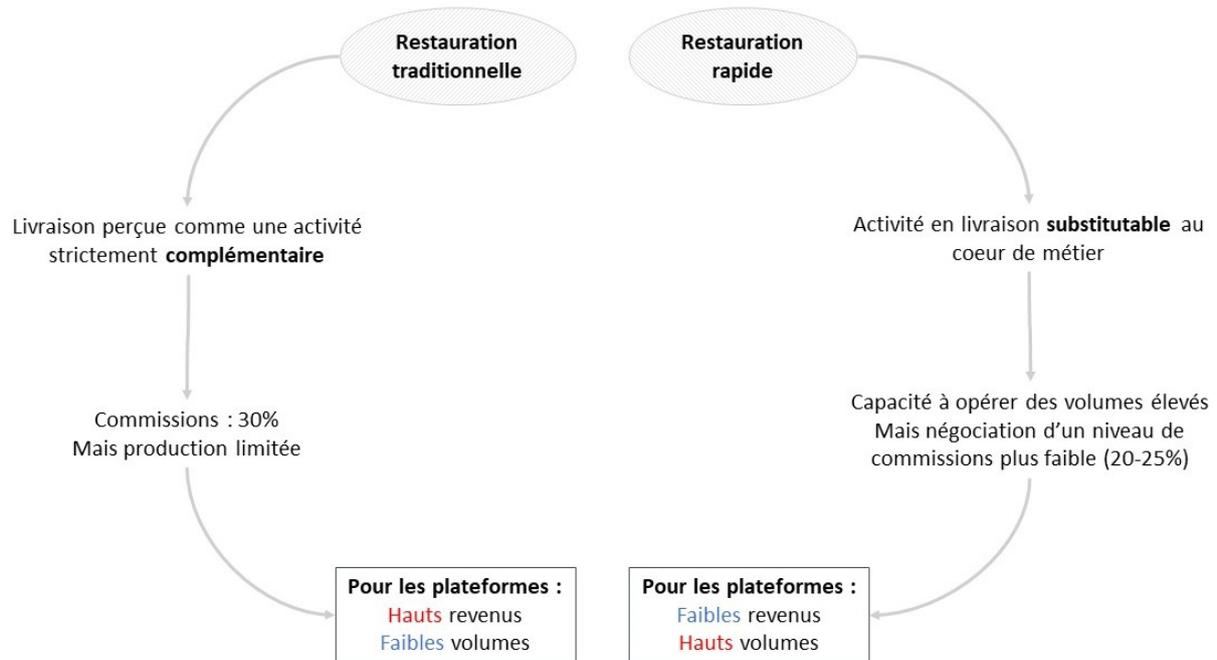 Restauration
traditionnelle
Livraison perçue comme une activité
strictement complémentaire
Commissions : 30%
Mais production limitée
Pour les plateformes :
Hauts revenus
Faibles volumes
Restauration
rapide
Activité en livraison substitutable au
coeur de métier
Capacité à opérer des volumes élevés
Mais négociation d’un niveau de
commissions plus faible (20-25%)
Pour les plateformes :
Faibles revenus
Hauts volumes